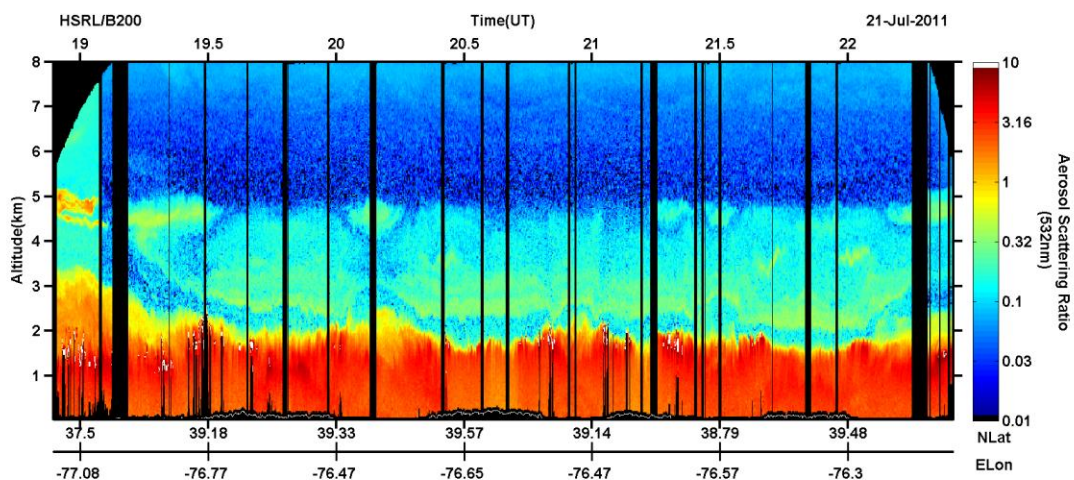 HSRL/B200 Time(UT) 21-Jul-2011
19 19.5 20 20.5 21 21.5 22
8
7
6
5
4
3
2
1
Altitude(km)
10
3.16
1
0.32
0.1
0.03
0.01
Aerosol Scattering Ratio
(532nm)
37.5 39.18 39.33 39.57 39.14 38.79 39.48 NLat
-77.08 -76.77 -76.47 -76.65 -76.47 -76.57 -76.3 ELon